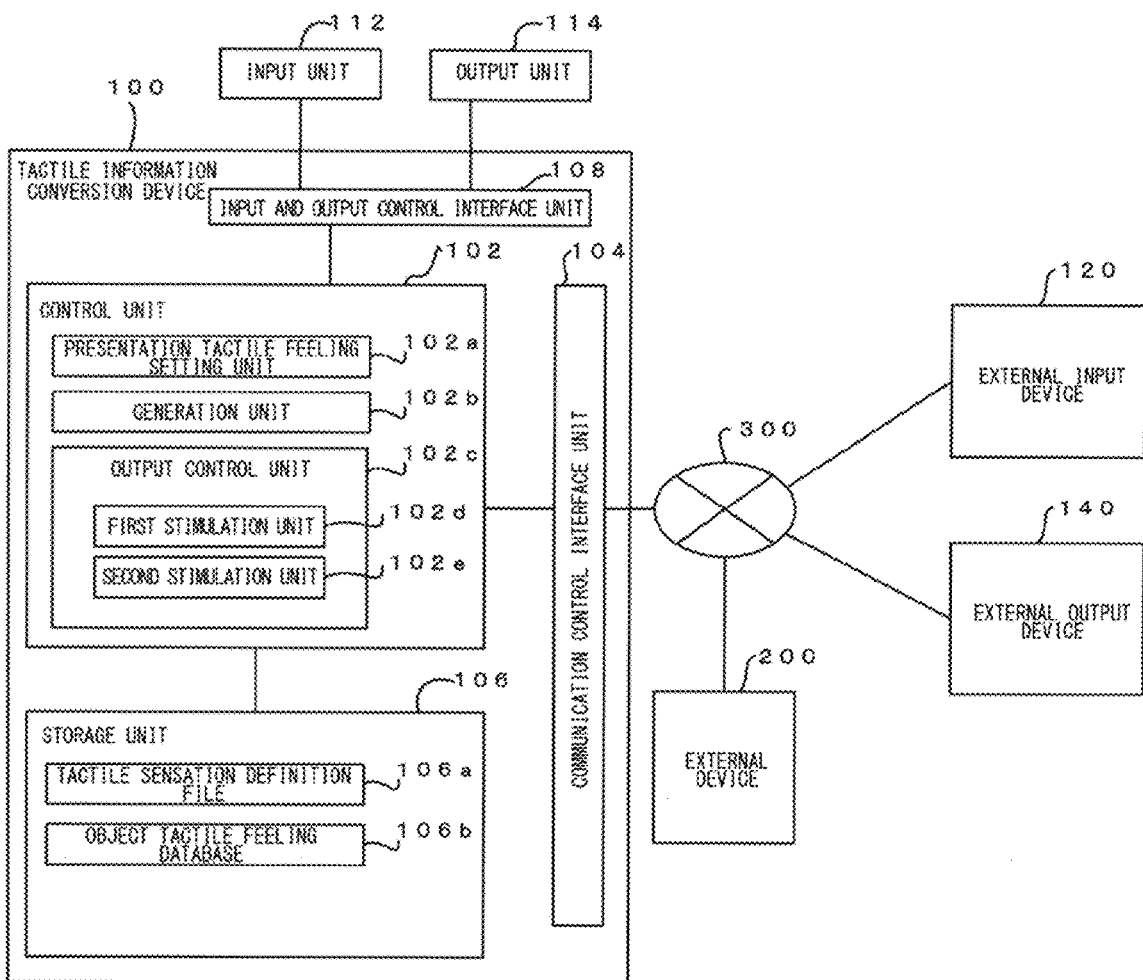 112
114
INPUT UNIT
OUTPUT UNIT
100
TACTILE INFORMATION
CONVERSION DEVICE
108
INPUT AND OUTPUT CONTROL INTERFACE UNIT
102
104
CONTROL UNIT
PRESENTATION TACTILE FEELING
SETTING UNIT
102a
GENERATION UNIT
102b
OUTPUT CONTROL UNIT
102c
FIRST STIMULATION UNIT
102d
SECOND STIMULATION UNIT
102e
COMMUNICATION CONTROL INTERFACE UNIT
120
EXTERNAL INPUT
DEVICE
300
140
EXTERNAL OUTPUT
DEVICE
200
EXTERNAL
DEVICE
106
STORAGE UNIT
TACTILE SENSATION DEFINITION
FILE
106a
OBJECT TACTILE FEELING
DATABASE
106b